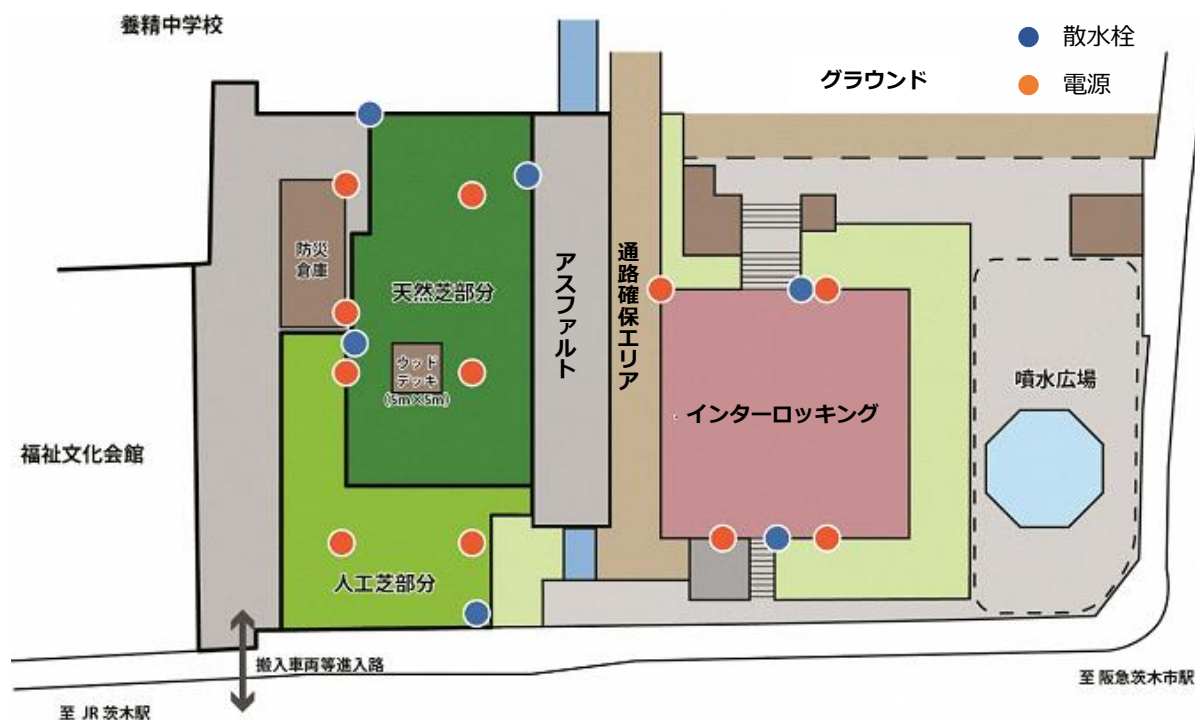 養精中学校
散水栓
グラウンド
電源
防災
倉庫
天然芝部分
アスファルト
通路確保エリア
ウッド
デッキ
(5m×5m)
インターロッキング
噴水広場
福祉文化会館
人工芝部分
搬入車両等進入路
至 阪急茨木市駅
至 JR 茨木駅